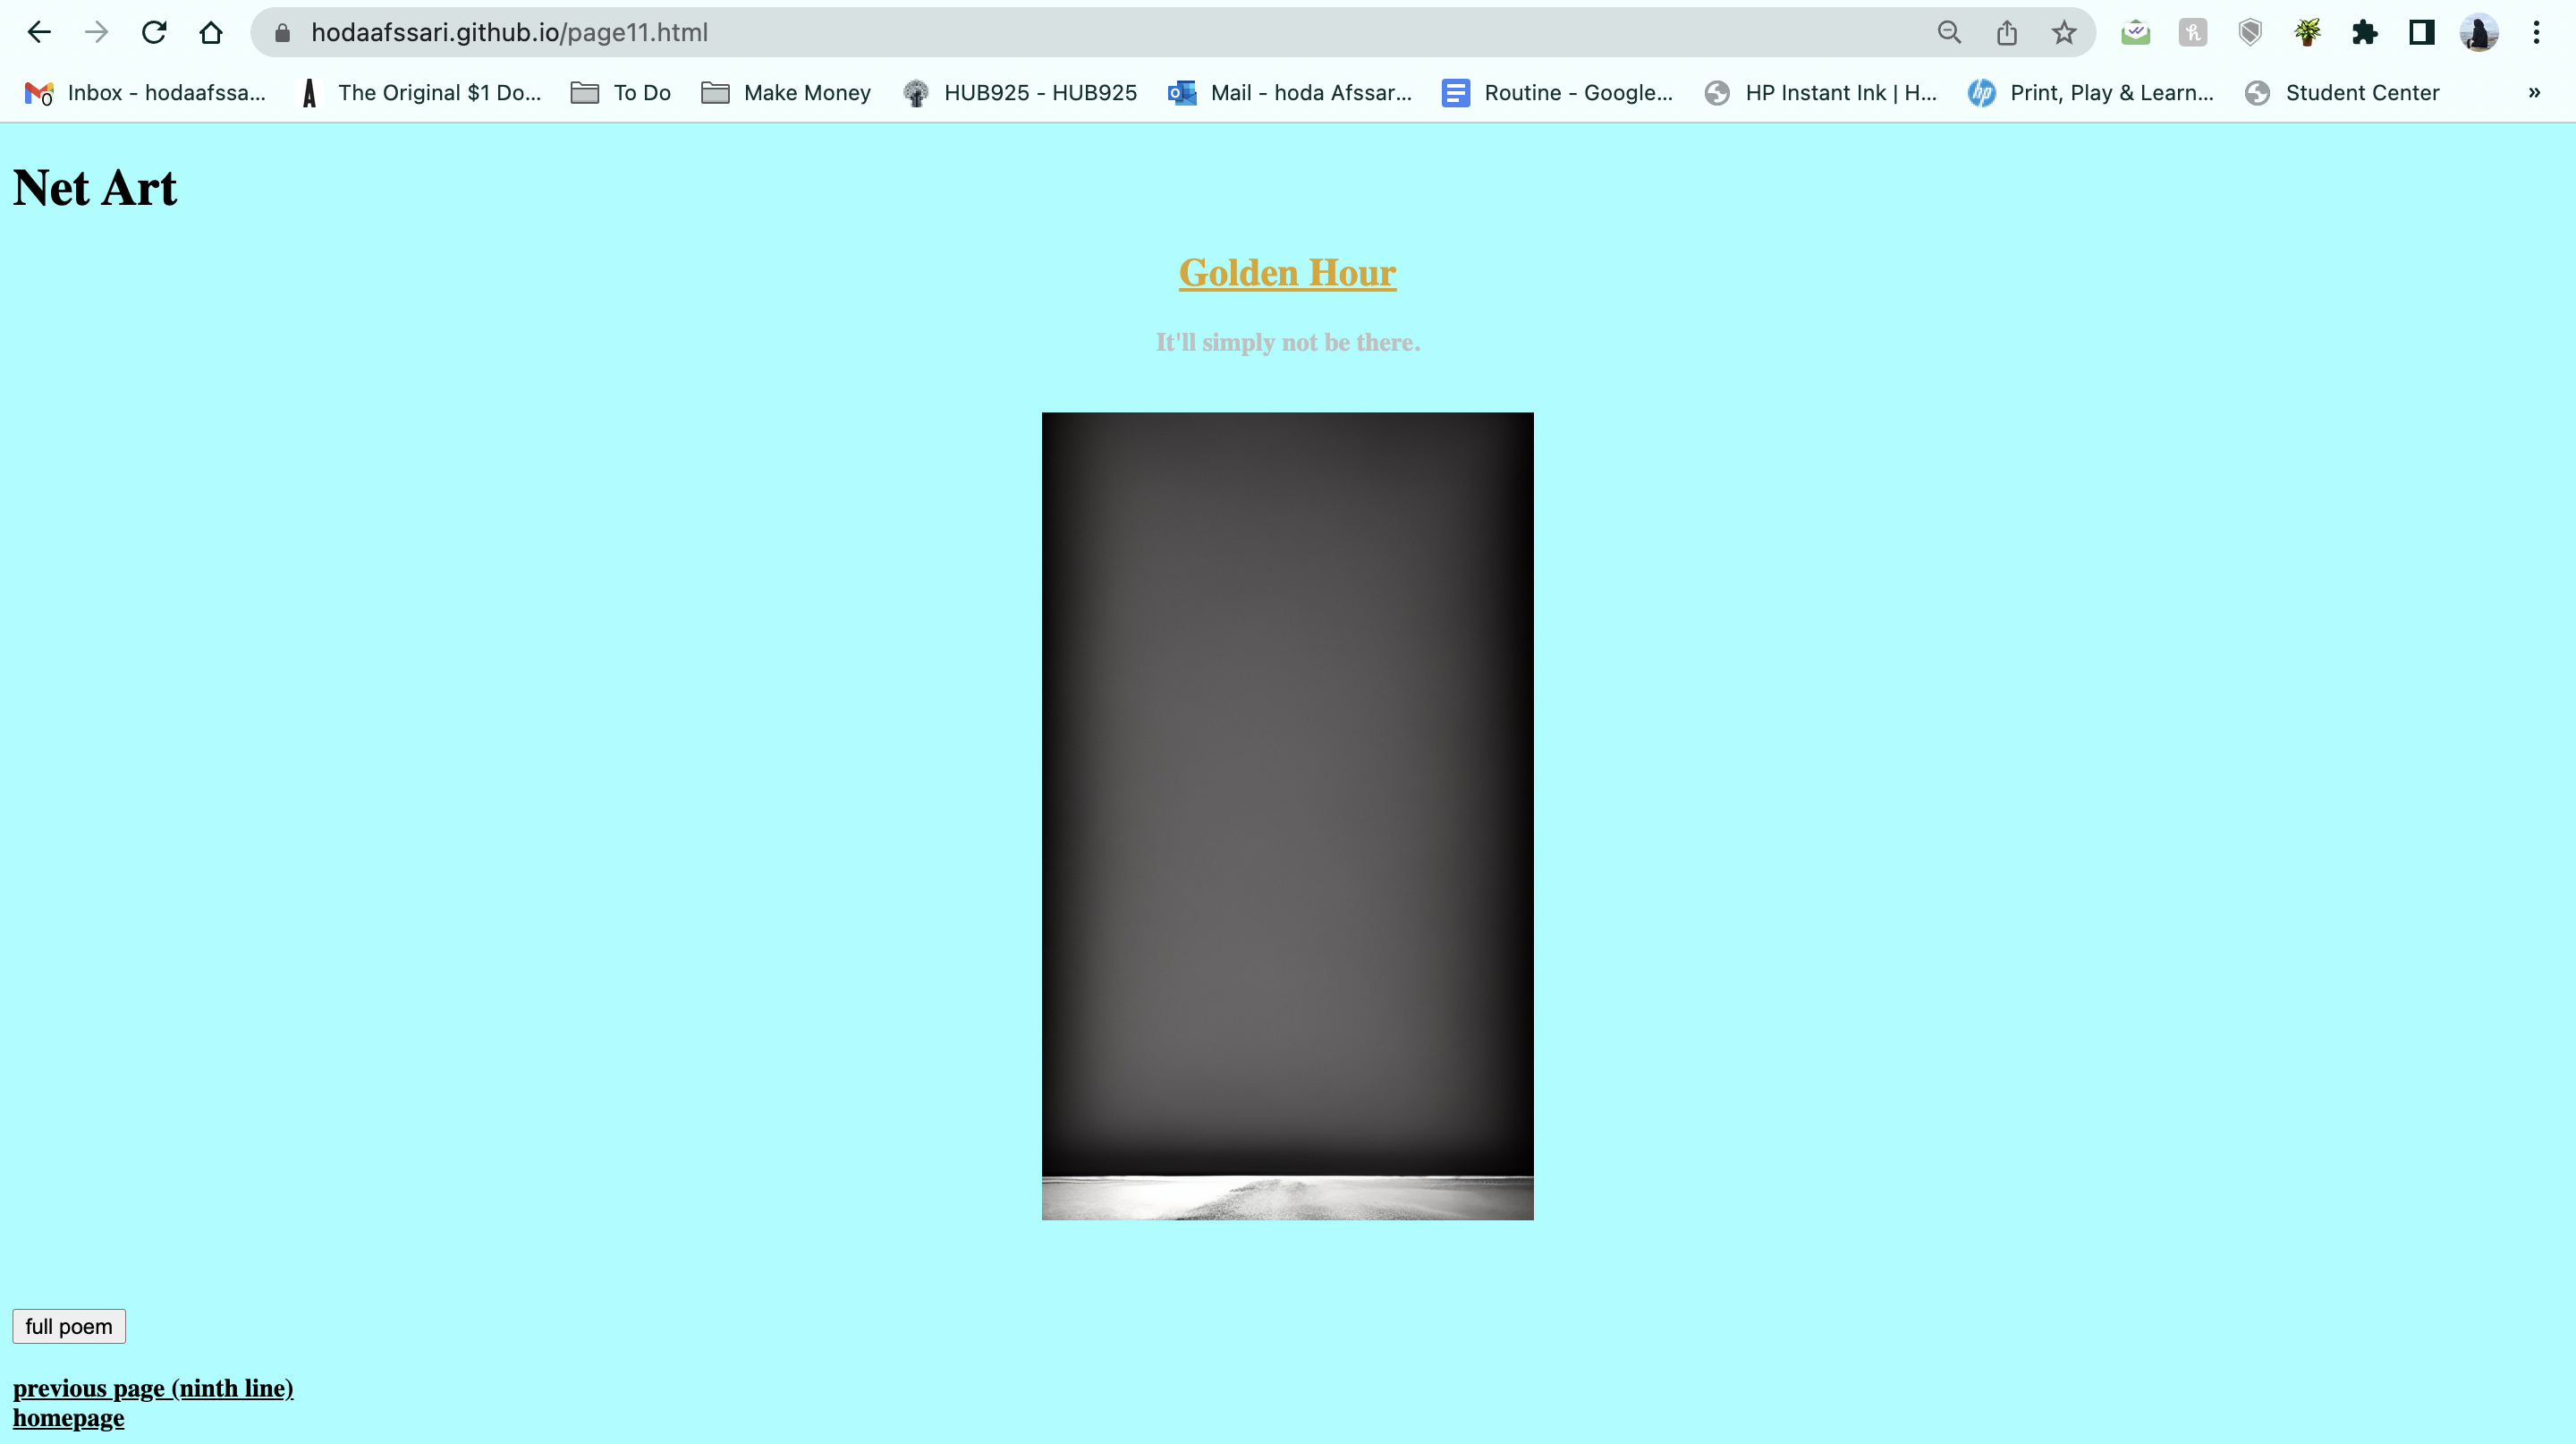 hodaafssari.github.io/page11.html
Inbox - hodaafssa... The Original $1 Do... To Do Make Money HUB925 - HUB925 Mail - hoda Afssar... Routine - Google... HP Instant Ink | H... Print, Play & Learn... Student Center »
Net Art
Golden Hour
It'll simply not be there.
full poem
previous page (ninth line)
homepage